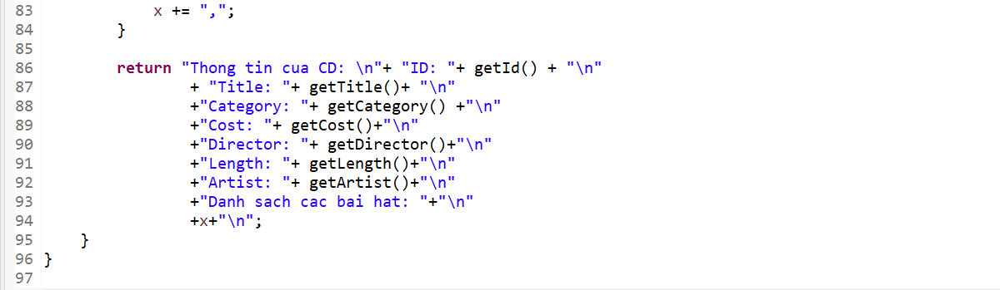 83 x += ",";
84 }
85
86 return "Thong tin cua CD: \n"+ "ID: "+ getId() + "\n"
87 + "Title: "+ getTitle()+ "\n"
88 +"Category: "+ getCategory() +"\n"
89 +"Cost: "+ getCost()+"\n"
90 +"Director: "+ getDirector()+"\n"
91 +"Length: "+ getLength()+"\n"
92 +"Artist: "+ getArtist()+"\n"
93 +"Danh sach cac bai hat: "+"\n"
94 +x+"\n";
95 }
96 }
97